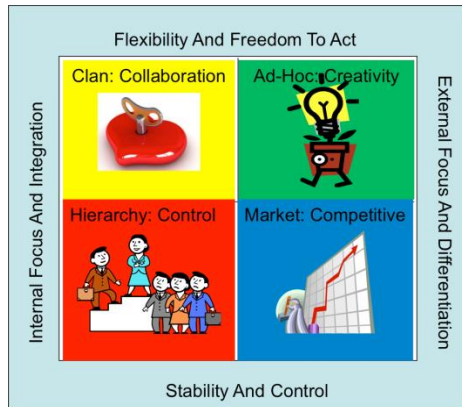 Flexibility And Freedom To Act
Clan: Collaboration
Ad-Hoc: Creativity
Internal Focus And Integration
External Focus And Differentiation
Hierarchy: Control
Market: Competitive
Stability And Control